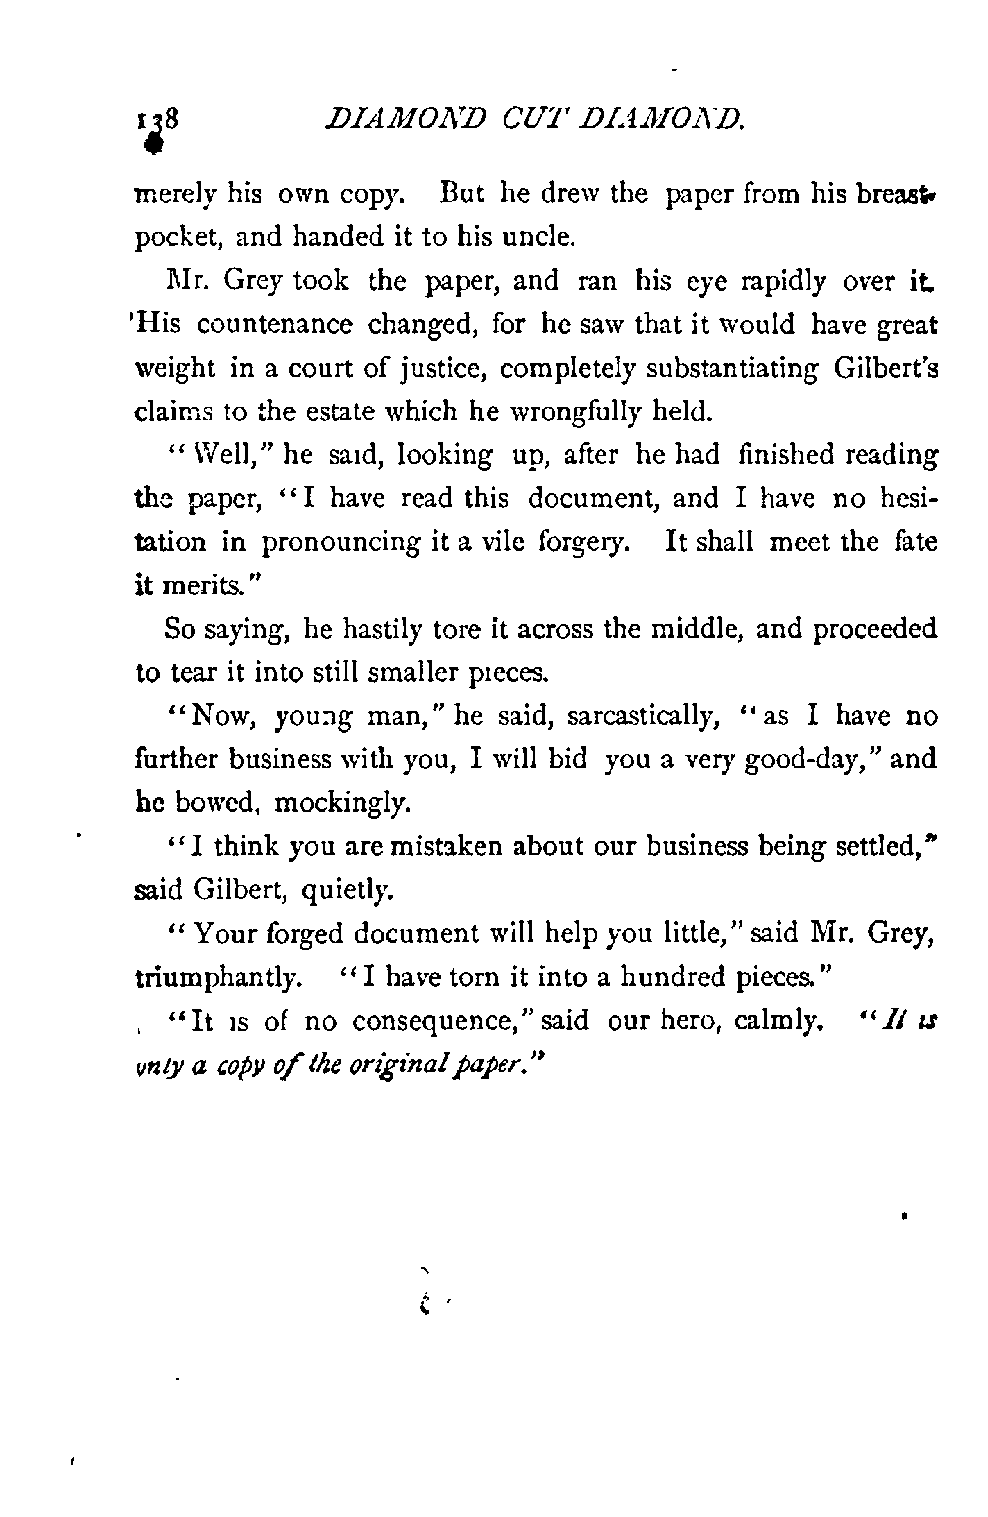 138 DIAMOND CUT DIAMOND.
merely his own copy. But he drew the paper from his breast-
pocket, and handed it to his uncle.
Mr. Grey took the paper, and ran his eye rapidly over it.
His countenance changed, for he saw that it would have great
weight in a court of justice, completely substantiating Gilbert's
claims to the estate which he wrongfully held.
"Well," he said, looking up, after he had finished reading
the paper, "I have read this document, and I have no hesi-
tation in pronouncing it a vile forgery. It shall meet the fate
it merits."
So saying, he hastily tore it across the middle, and proceeded
to tear it into still smaller pieces.
"Now, young man," he said, sarcastically, "as I have no
further business with you, I will bid you a very good-day," and
he bowed, mockingly.
"I think you are mistaken about our business being settled,"
said Gilbert, quietly.
"Your forged document will help you little," said Mr. Grey,
triumphantly. "I have torn it into a hundred pieces."
"It is of no consequence," said our hero, calmly. "It is
only a copy of the original paper."